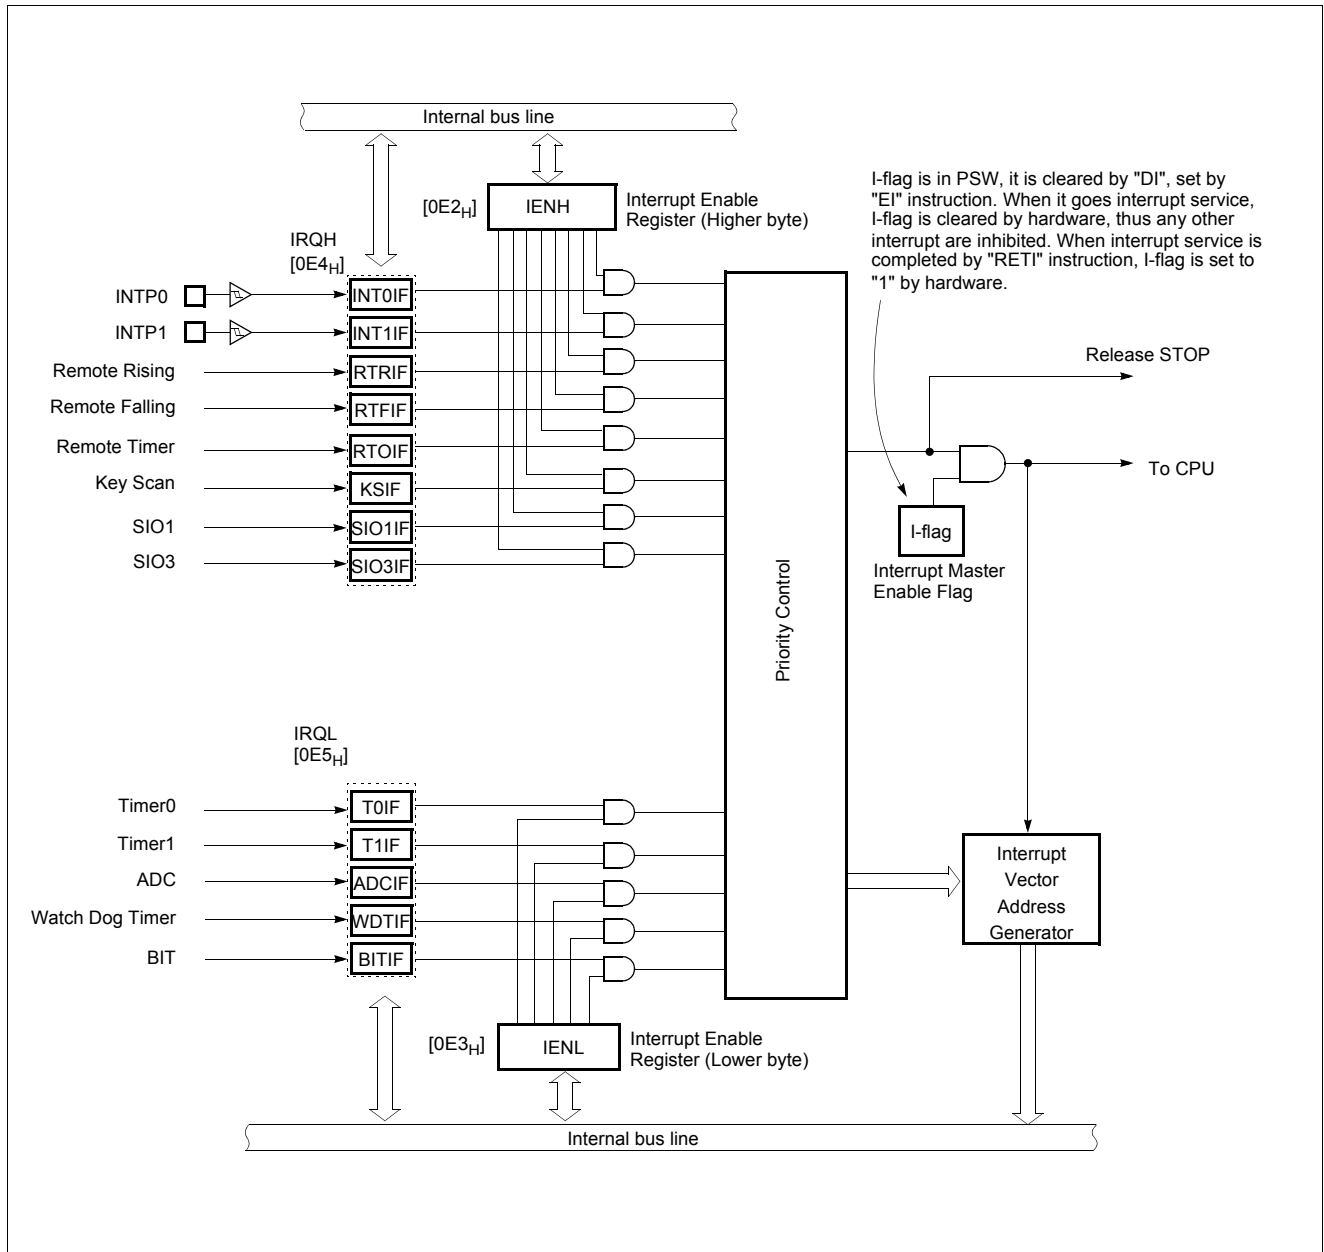 Internal bus line
[0E2H]
IENH
Interrupt Enable
Register (Higher byte)
I-flag is in PSW, it is cleared by "DI", set by
"EI" instruction. When it goes interrupt service,
I-flag is cleared by hardware, thus any other
interrupt are inhibited. When interrupt service is
completed by "RETI" instruction, I-flag is set to
"1" by hardware.
IRQH
[0E4H]
INTP0
INT0IF
INTP1
INT1IF
Remote Rising
RTRIF
Remote Falling
RTFIF
Remote Timer
RTOIF
Key Scan
KSIF
SIO1
SIO1IF
SIO3
SIO3IF
Priority Control
Release STOP
To CPU
I-flag
Interrupt Master
Enable Flag
IRQL
[0E5H]
Timer0
T0IF
Timer1
T1IF
ADC
ADCIF
Watch Dog Timer
WDTIF
BIT
BITIF
Interrupt
Vector
Address
Generator
[0E3H]
IENL
Interrupt Enable
Register (Lower byte)
Internal bus line